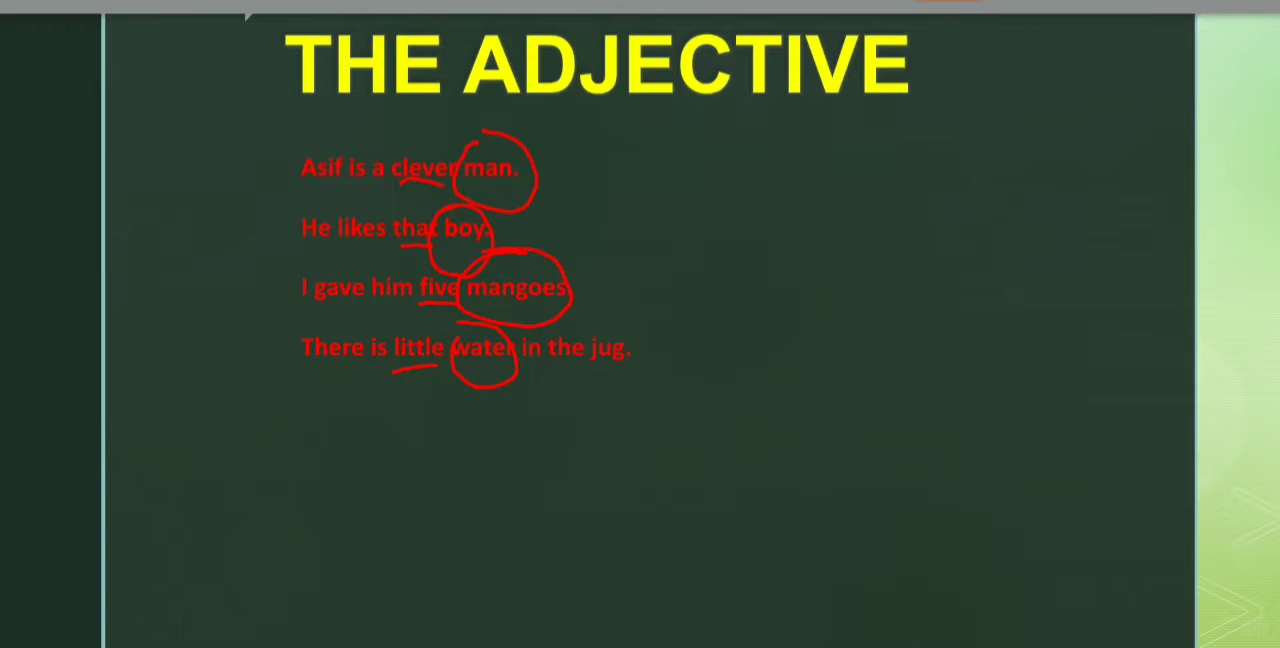 THE ADJECTIVE
Asif is a clever man.
He likes that boy.
I gave him five mangoes.
There is little water in the jug.